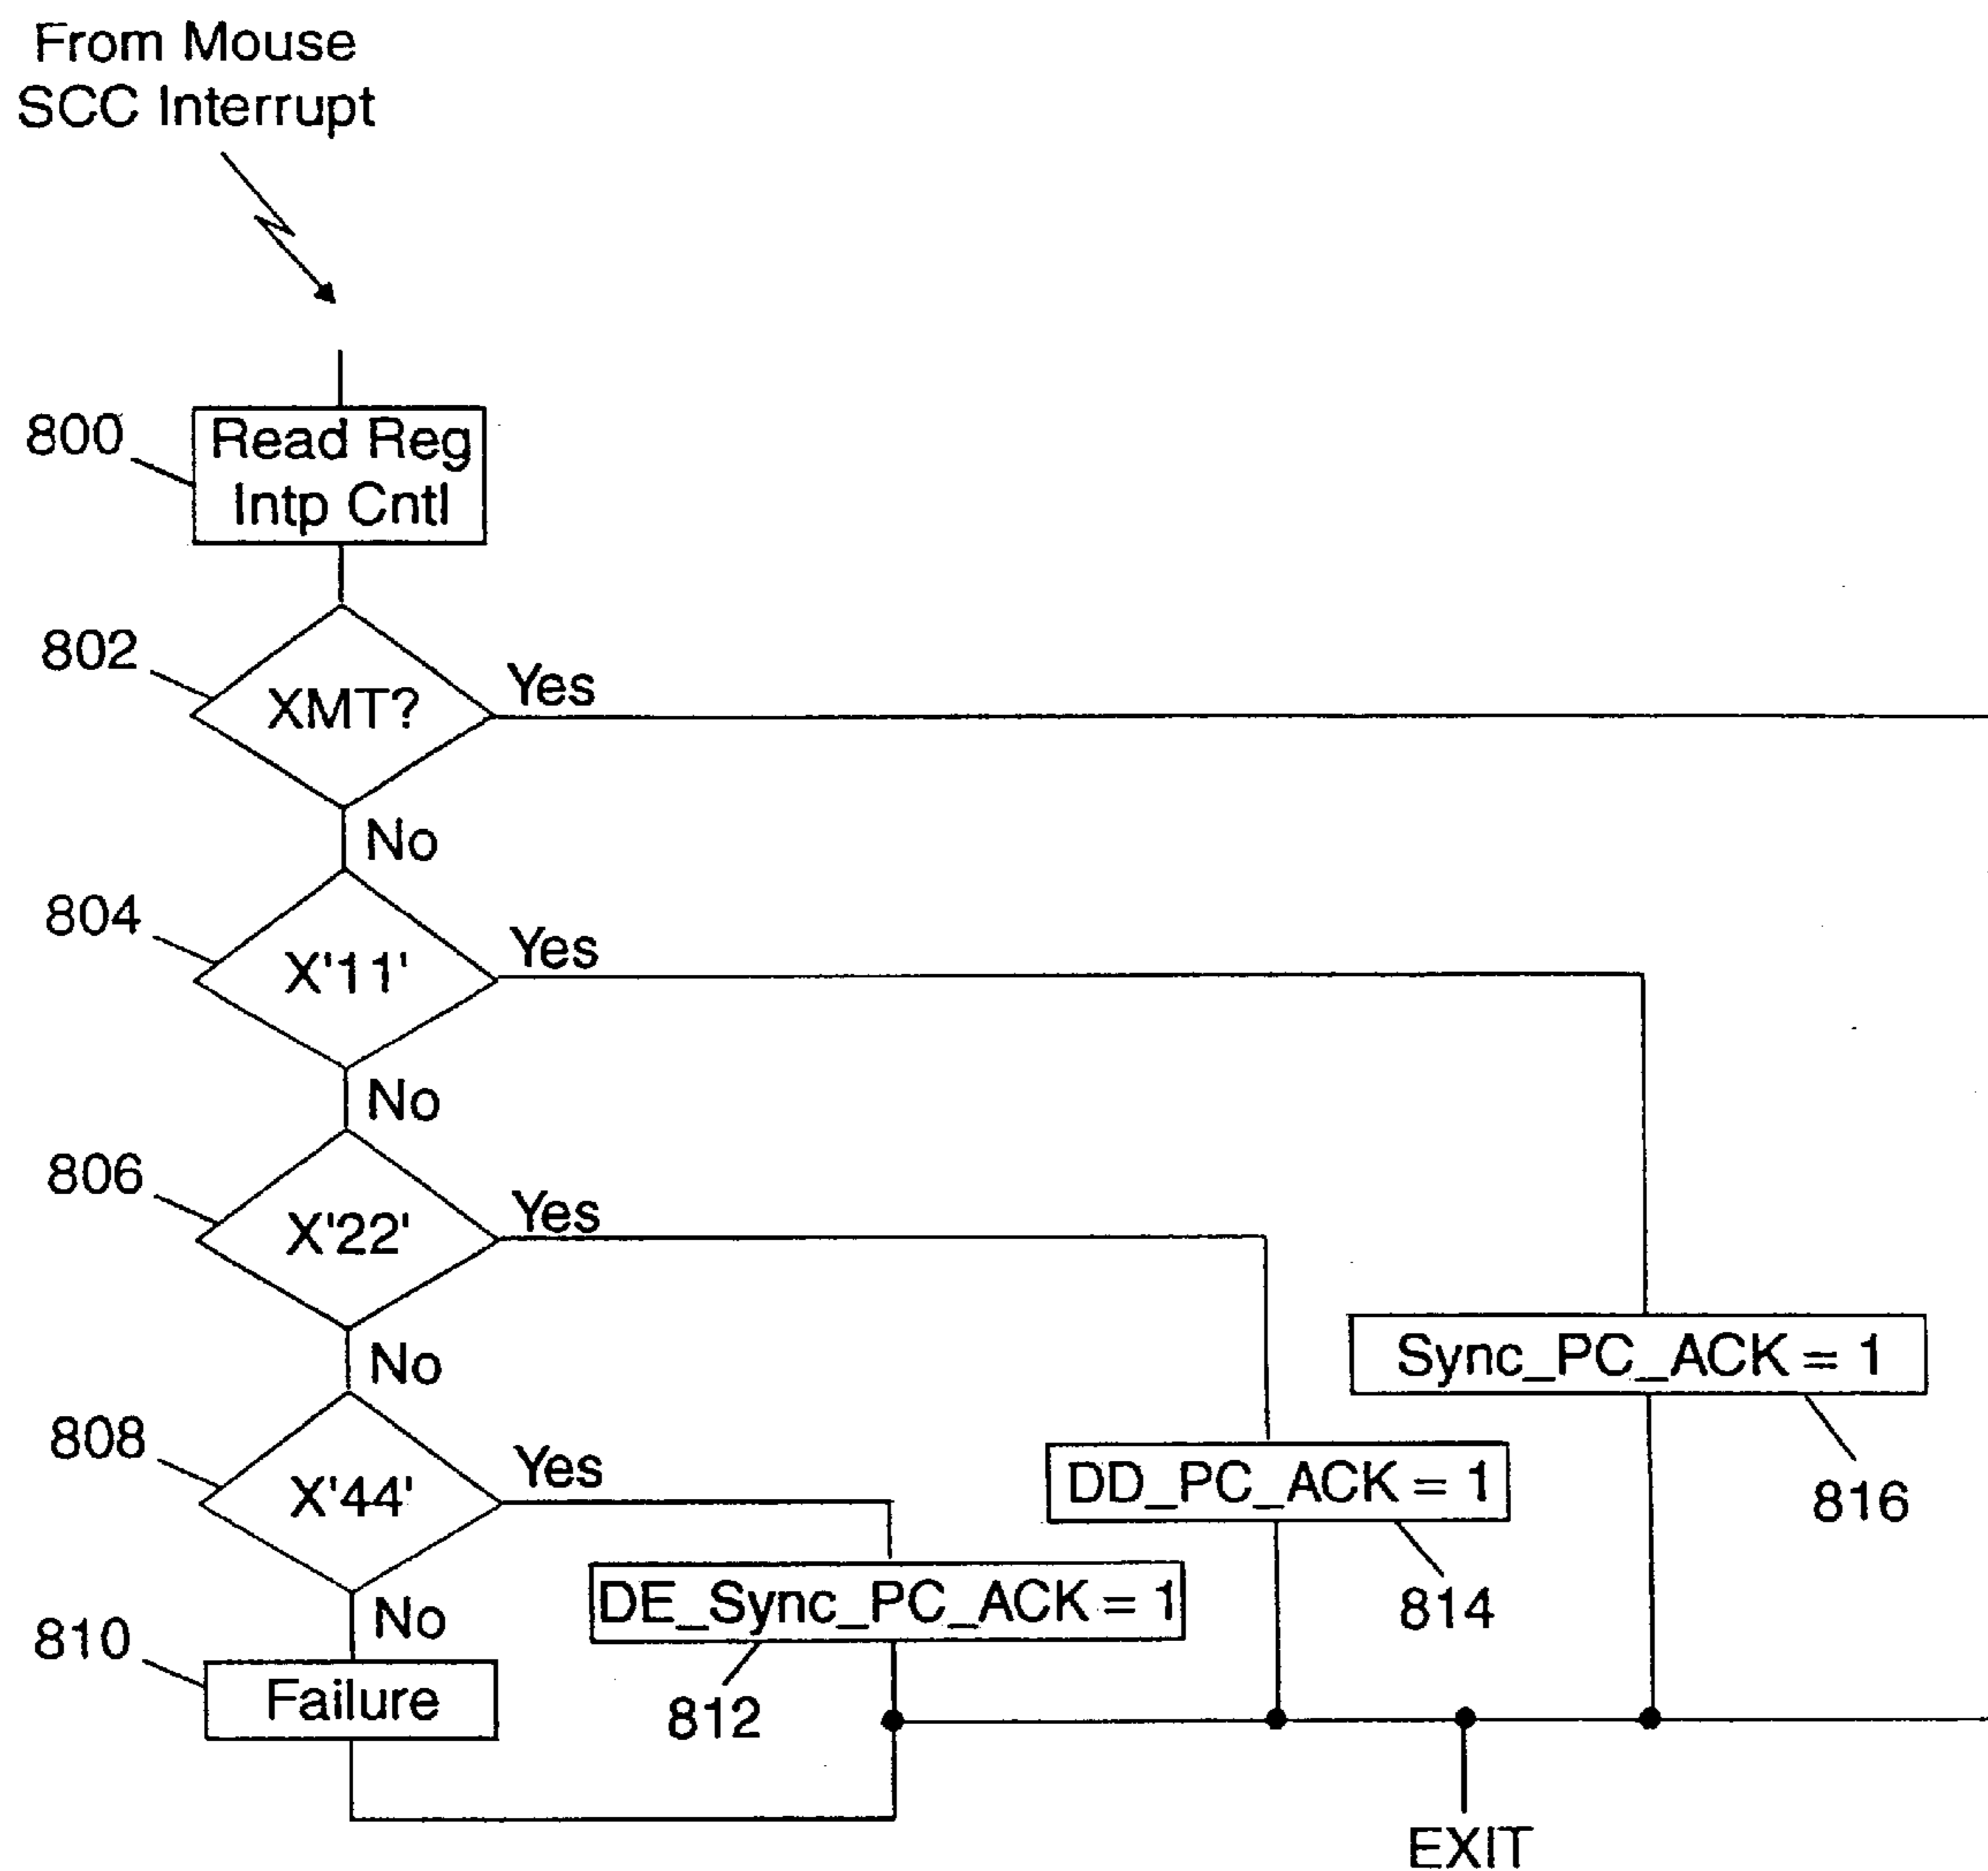 From Mouse
SCC Interrupt
800
Read Reg
Intp Cntl
802
XMT?
Yes
No
804
X'11'
Yes
No
806
X'22'
Yes
No
Sync_PC_ACK = 1
816
808
X'44'
Yes
No
DD_PC_ACK = 1
814
DE_Sync_PC_ACK = 1
812
810
Failure
EXIT